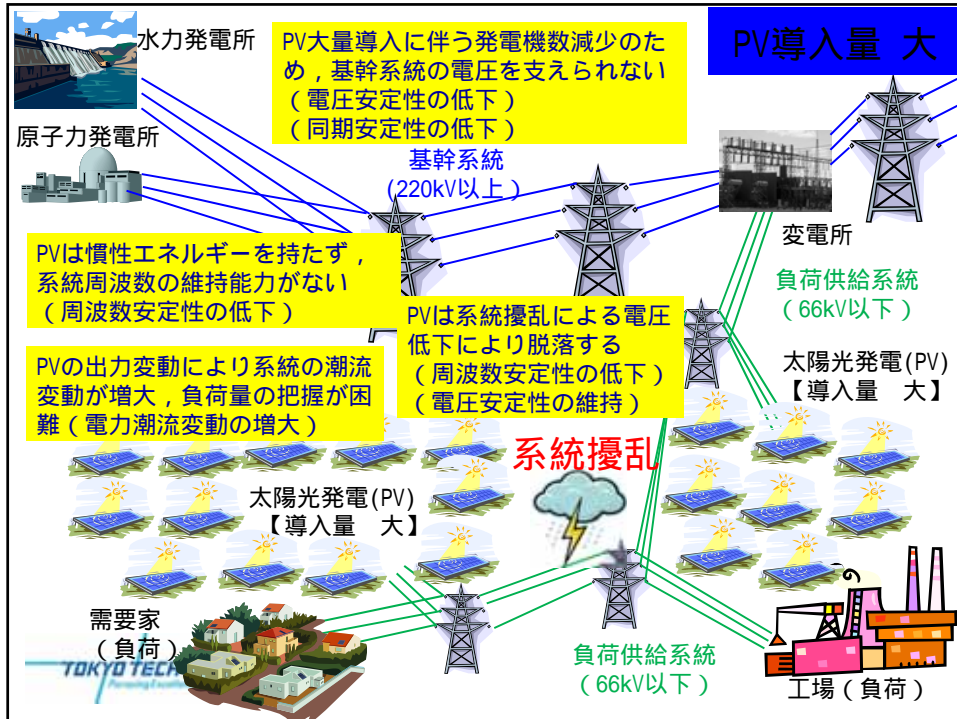 PV導入量 大
水力発電所
PV大量導入に伴う発電機数減少のた
め，基幹系統の電圧を支えられない
（電圧安定性の低下）
（同期安定性の低下）
原子力発電所
基幹系統
(220kV以上）
変電所
PVは慣性エネルギーを持たず，
系統周波数の維持能力がない
（周波数安定性の低下）
負荷供給系統
（66kV以下）
PVは系統擾乱による電圧
低下により脱落する
（周波数安定性の低下）
（電圧安定性の維持）
PVの出力変動により系統の潮流
変動が増大，負荷量の把握が困
難（電力潮流変動の増大）
太陽光発電(PV)
【導入量　大】
系統擾乱
太陽光発電(PV)
【導入量　大】
需要家
（負荷）
TOKYO TECH
Pursuing Excellence
負荷供給系統
（66kV以下）
工場（負荷）